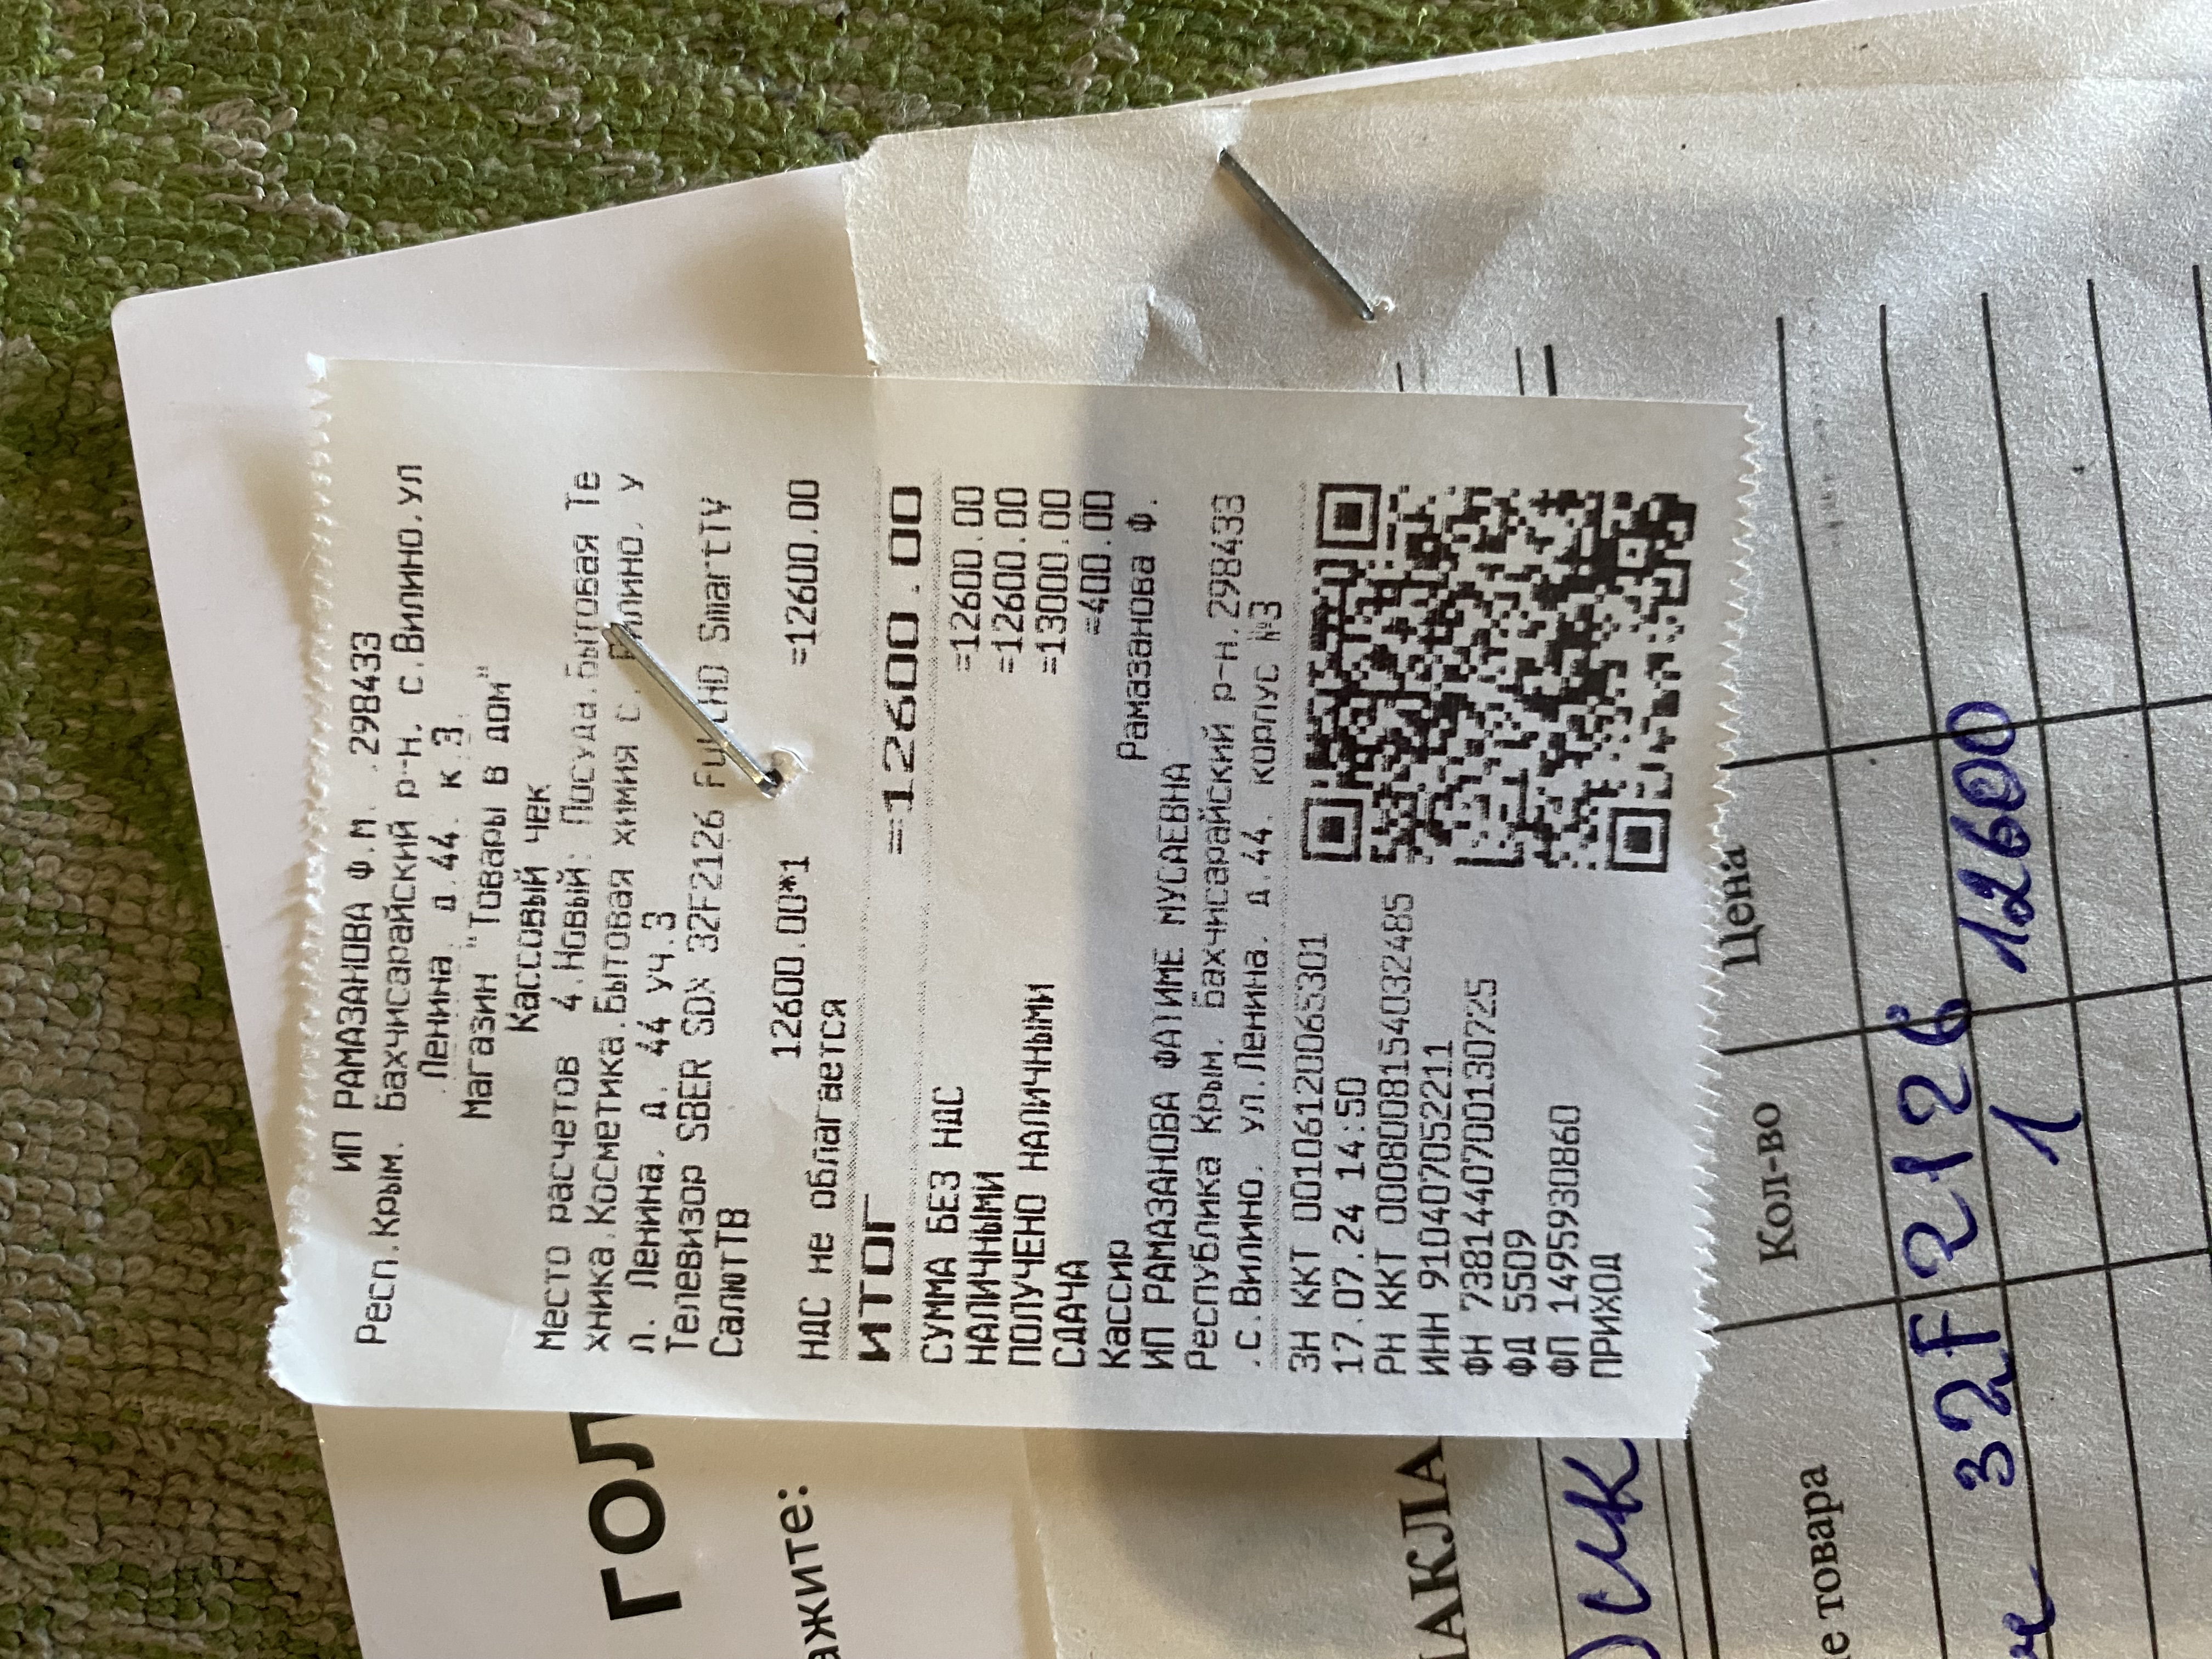 ИП РАМАЗАНОВА Ф.М. .298433
Респ.Крым. Бахчисарайский р-н. с.Вилино.ул
.Ленина. д.44. к.3.
Магазин "Товары в дом"
Кассовый чек
Место расчетов 4.Новый: Посуда.Бытовая Те
хника.Косметика.Бытовая химия с. Вилино. у
л. Ленина. д. 44 уч.3
Телевизор SBER SDX 32F2126 Full HD SmartTV
СалютТВ
12600.00*1 =12600.00
НДС не облагается
ИТОГ =12600.00
СУММА БЕЗ НДС =12600.00
НАЛИЧНЫМИ =12600.00
ПОЛУЧЕНО НАЛИЧНЫМИ =13000.00
СДАЧА =400.00
Кассир Рамазанова Ф.
ИП РАМАЗАНОВА ФАТИМЕ МУСАЕВНА
Республика Крым. Бахчисарайский р-н.298433
.с.Вилино. ул.Ленина. д.44. корпус №3
ЗН ККТ 00106120065301
17.07.24 14:50
РН ККТ 0008008154032485
ИНН 910407052211
ФН 7381440700130725
ФД 5509
ФП 1495930860
ПРИХОД
ГОЛ
ажите:
НАКЛА
е товара Кол-во Цена
32F2126
1 12600